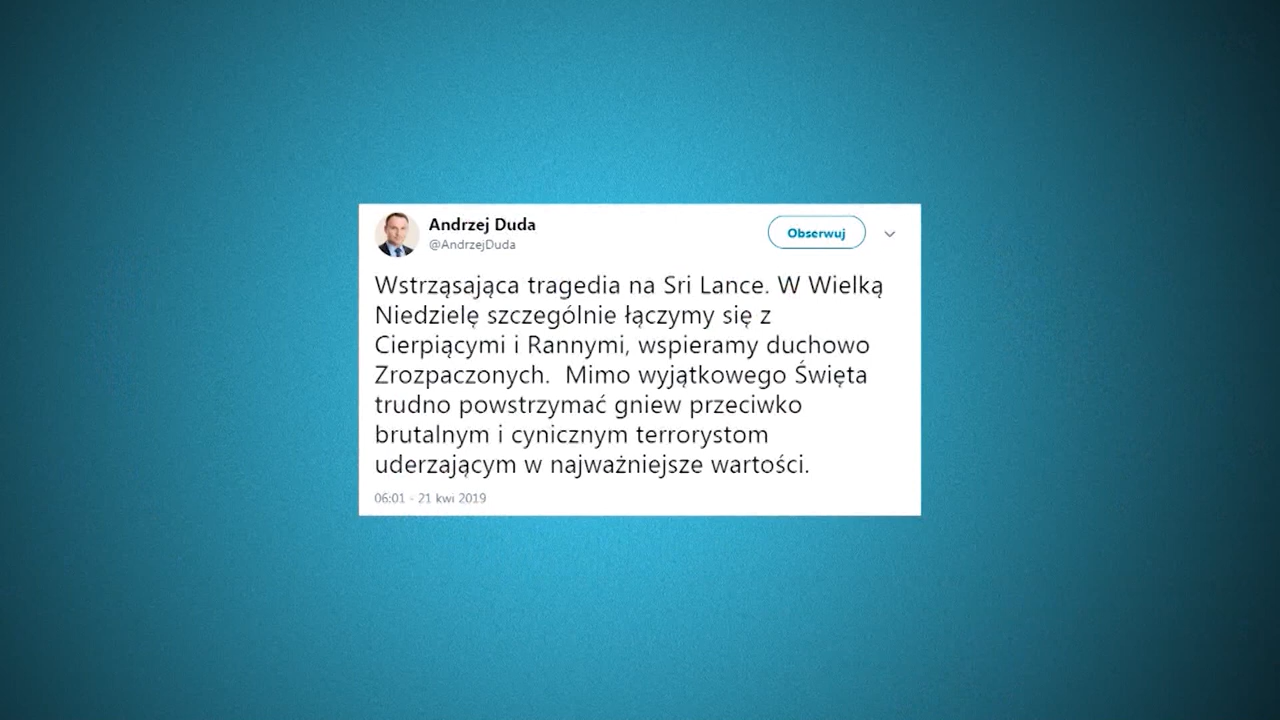 Andrzej Duda
@AndrzejDuda
Obserwuj
Wstrząsająca tragedia na Sri Lance. W Wielką
Niedzielę szczególnie łączymy się z
Cierpiącymi i Rannymi, wspieramy duchowo
Zrozpaczonych.  Mimo wyjątkowego Święta
trudno powstrzymać gniew przeciwko
brutalnym i cynicznym terrorystom
uderzającym w najważniejsze wartości.
06:01 - 21 kwi 2019